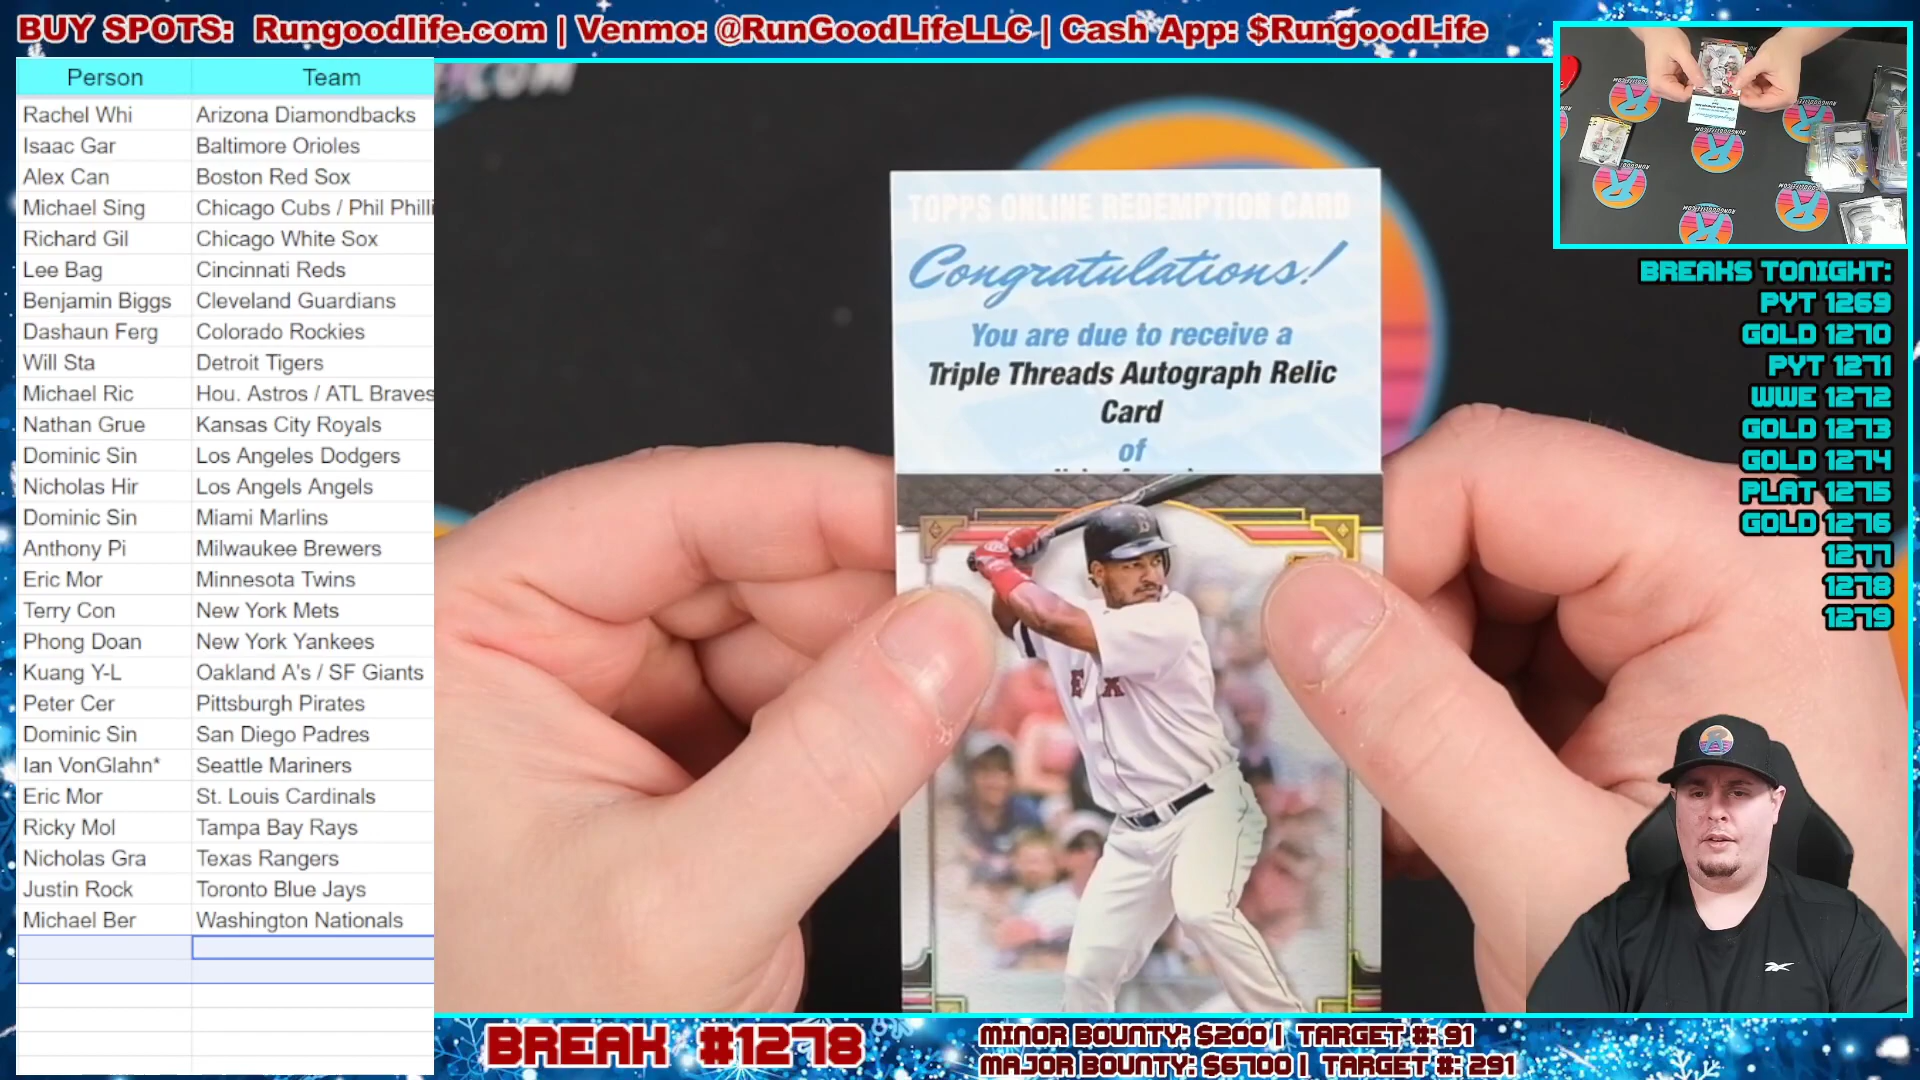 BUY SPOTS: Rungoodlife.com | Venmo: @RunGoodLifeLLC | Cash App: $RungoodLife
Person Team
Rachel Whi Arizona Diamondbacks
Isaac Gar Baltimore Orioles
Alex Can Boston Red Sox
Michael Sing Chicago Cubs / Phil Philli
Richard Gil Chicago White Sox
Lee Bag Cincinnati Reds
Benjamin Biggs Cleveland Guardians
Dashaun Ferg Colorado Rockies
Will Sta Detroit Tigers
Michael Ric Hou. Astros / ATL Braves
Nathan Grue Kansas City Royals
Dominic Sin Los Angeles Dodgers
Nicholas Hir Los Angels Angels
Dominic Sin Miami Marlins
Anthony Pi Milwaukee Brewers
Eric Mor Minnesota Twins
Terry Con New York Mets
Phong Doan New York Yankees
Kuang Y-L Oakland A's / SF Giants
Peter Cer Pittsburgh Pirates
Dominic Sin San Diego Padres
Ian VonGlahn* Seattle Mariners
Eric Mor St. Louis Cardinals
Ricky Mol Tampa Bay Rays
Nicholas Gra Texas Rangers
Justin Rock Toronto Blue Jays
Michael Ber Washington Nationals
.COM
TOPPS ONLINE REDEMPTION CARD
Congratulations!
You are due to receive a
Triple Threads Autograph Relic
Card
of
BREAKS TONIGHT:
PYT 1269
GOLD 1270
PYT 1271
WWE 1272
GOLD 1273
GOLD 1274
PLAT 1275
GOLD 1276
1277
1278
1279
BREAK #1278
MINOR BOUNTY: $200 | TARGET #: 91
MAJOR BOUNTY: $6700 | TARGET #: 291